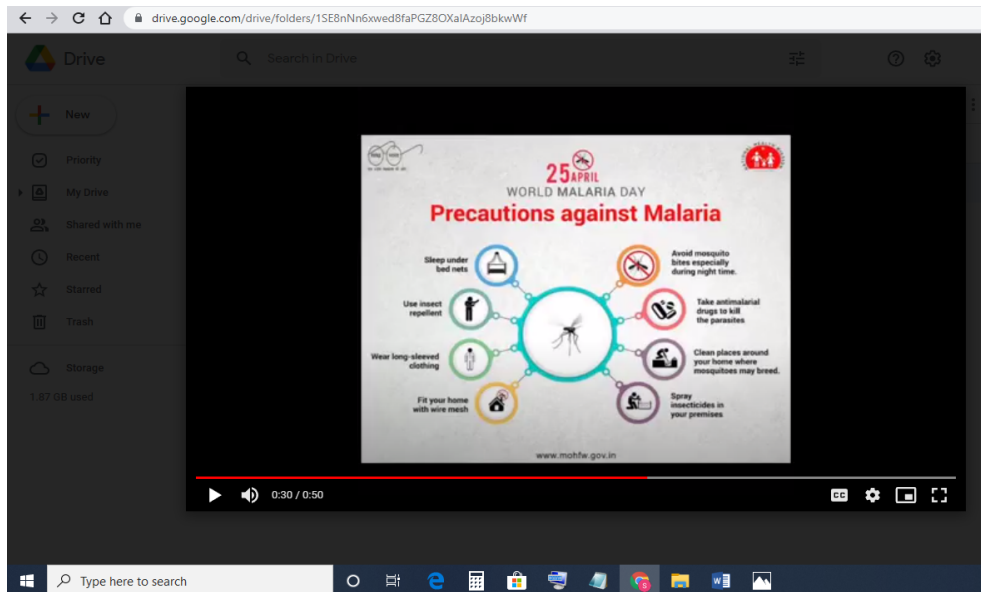 drive.google.com/drive/folders/1SE8nNn6xwed8faPGZ8OXalAzoj8bkwWf
Drive
Search in Drive
New
Priority
My Drive
Shared with me
Recent
Starred
Trash
Storage
1.87 GB used
25 APRIL
WORLD MALARIA DAY
Precautions against Malaria
Sleep under
bed nets
Use insect
repellent
Wear long-sleeved
clothing
Fit your home
with wire mesh
Avoid mosquito
bites especially
during night time.
Take antimalarial
drugs to kill
the parasites
Clean places around
your home where
mosquitoes may breed.
Spray
insecticides in
your premises
www.mohfw.gov.in
0:30 / 0:50
CC
Type here to search